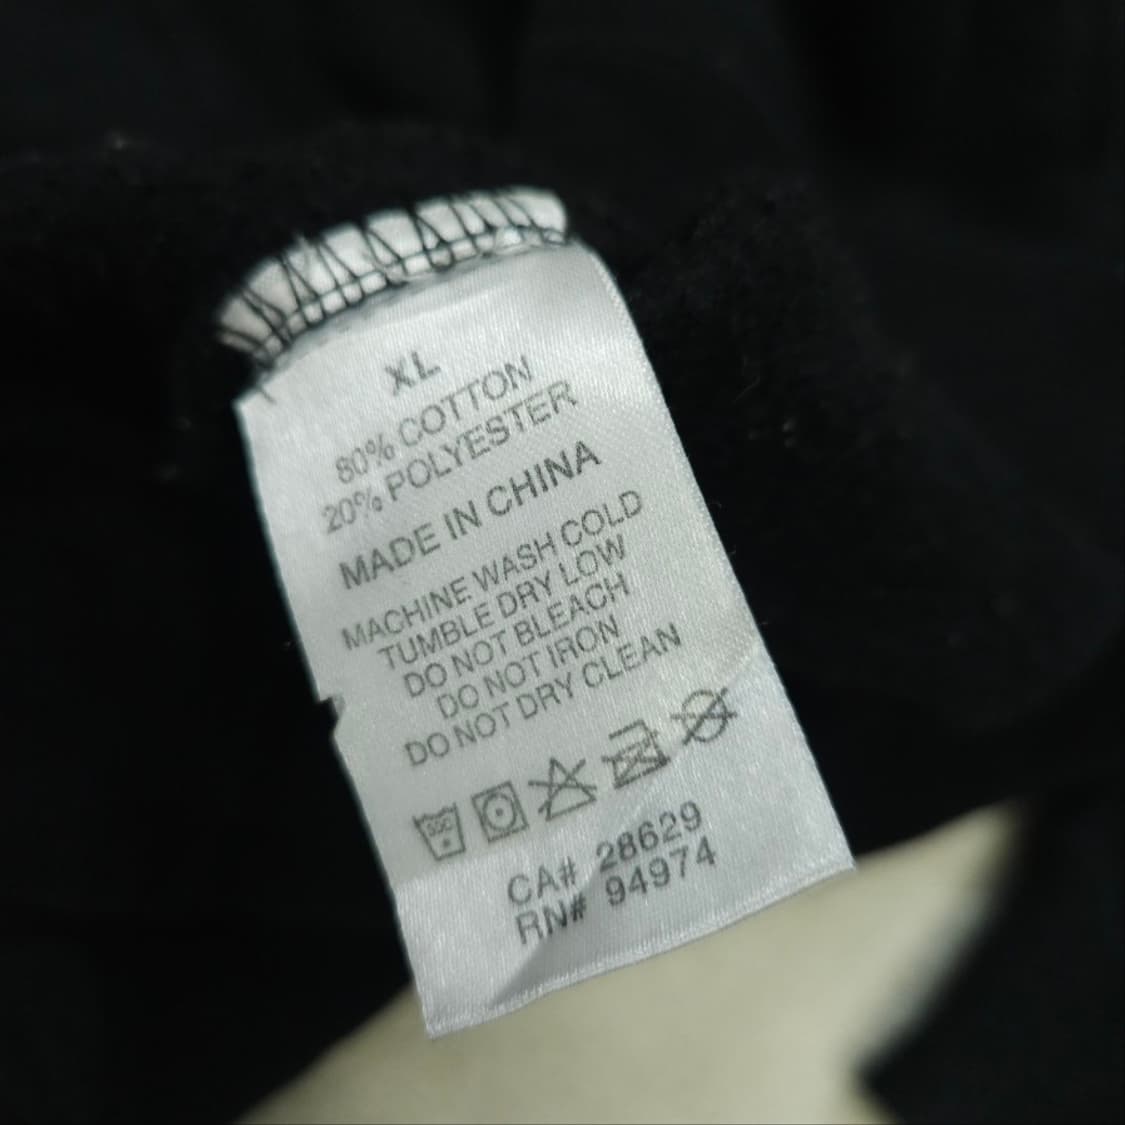 XL
80% COTTON
20% POLYESTER
MADE IN CHINA
MACHINE WASH COLD
TUMBLE DRY LOW
DO NOT BLEACH
DO NOT IRON
DO NOT DRY CLEAN
CA# 28629
RN# 94974